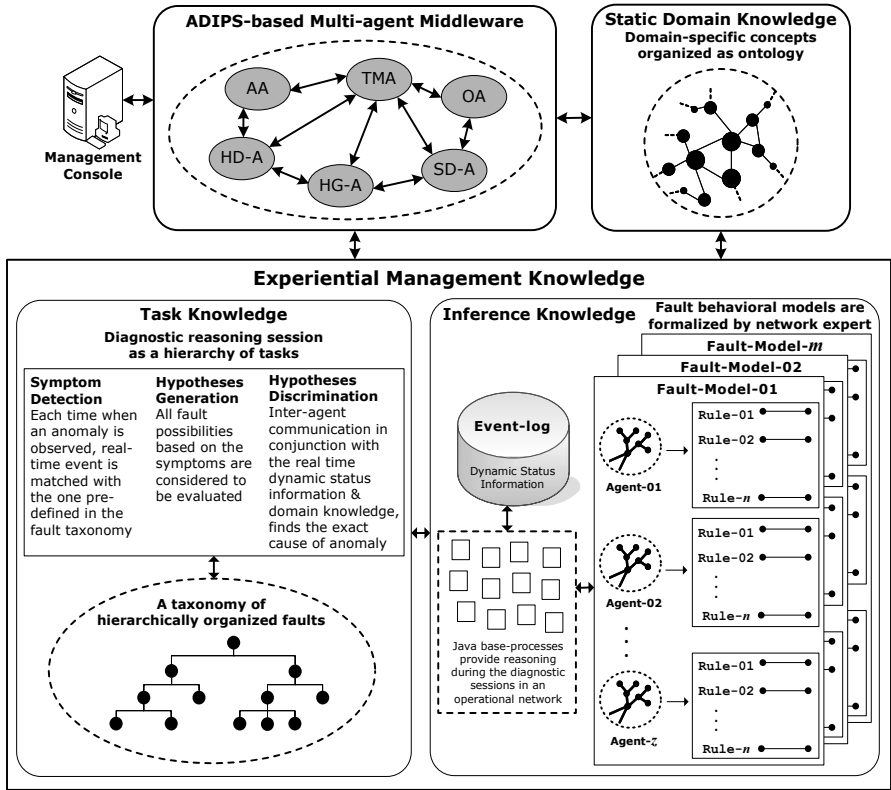 ADIPS-based Multi-agent Middleware
AA
TMA
OA
HD-A
HG-A
SD-A
Management
Console
Static Domain Knowledge
Domain-specific concepts
organized as ontology
Experiential Management Knowledge
Task Knowledge
Diagnostic reasoning session
as a hierarchy of tasks
Symptom
Detection
Each time when
an anomaly is
observed, real-
time event is
matched with
the one pre-
defined in the
fault taxonomy
Hypotheses
Generation
All fault
possibilities
based on the
symptoms are
considered to
be evaluated
Hypotheses
Discrimination
Inter-agent
communication in
conjunction with
the real time
dynamic status
information &
domain knowledge,
finds the exact
cause of anomaly
A taxonomy of
hierarchically organized faults
Inference Knowledge
Fault behavioral models are
formalized by network expert
Event-log
Dynamic Status
Information
Java base-processes
provide reasoning
during the diagnostic
sessions in an
operational network
Fault-Model-m
Fault-Model-02
Fault-Model-01
Agent-01
Rule-01
Rule-02
Rule-n
Agent-02
Rule-01
Rule-02
Rule-n
Agent-z
Rule-01
Rule-02
Rule-n